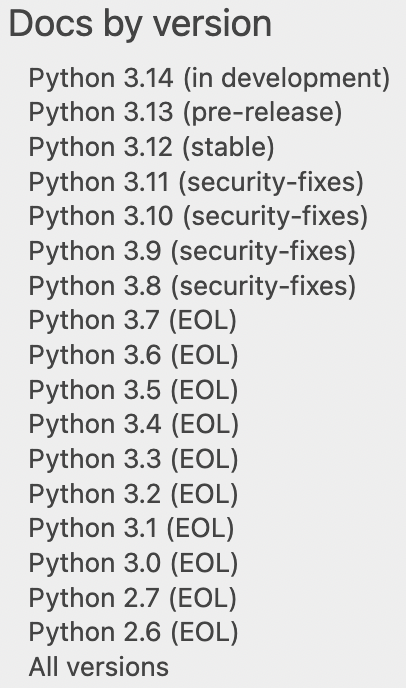 Docs by version
Python 3.14 (in development)
Python 3.13 (pre-release)
Python 3.12 (stable)
Python 3.11 (security-fixes)
Python 3.10 (security-fixes)
Python 3.9 (security-fixes)
Python 3.8 (security-fixes)
Python 3.7 (EOL)
Python 3.6 (EOL)
Python 3.5 (EOL)
Python 3.4 (EOL)
Python 3.3 (EOL)
Python 3.2 (EOL)
Python 3.1 (EOL)
Python 3.0 (EOL)
Python 2.7 (EOL)
Python 2.6 (EOL)
All versions